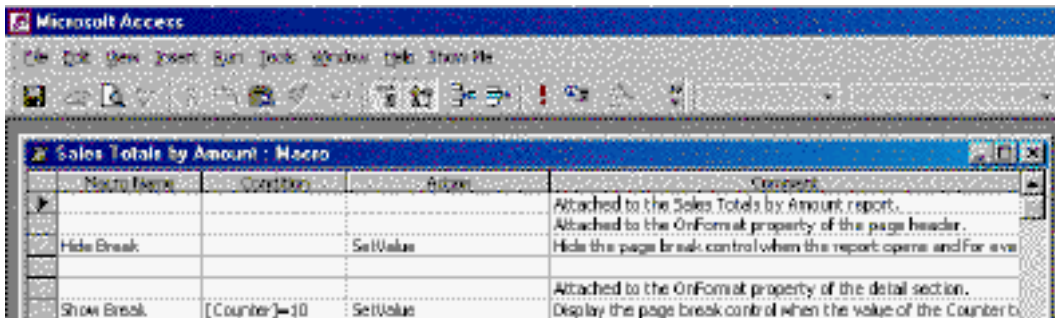 Microsoft Access
File Edit View Insert Run Tools Window Help Show Me
Sales Totals by Amount : Macro
Macro Name Condition Action Comment
Attached to the Sales Totals by Amount report.
Attached to the OnFormat property of the page header.
Hide Break SetValue Hide the page break control when the report opens and for eve
Attached to the OnFormat property of the detail section.
Show Break [Counter]=10 SetValue Display the page break control when the value of the Counter t